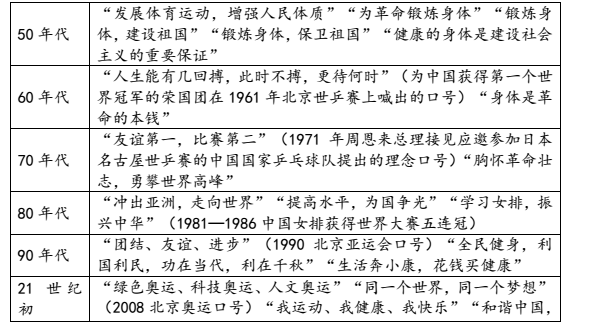 50 年代
“发展体育运动，增强人民体质”“为革命锻炼身体”“锻炼身
体，建设祖国”“锻炼身体，保卫祖国”“健康的身体是建设社会
主义的重要保证”
60 年代
“人生能有几回搏，此时不搏，更待何时”（为中国获得第一个世
界冠军的荣国团在1961 年北京世乒赛上喊出的口号）“身体是革
命的本钱”
70 年代
“友谊第一，比赛第二”（1971 年周恩来总理接见应邀参加日本
名古屋世乒赛的中国国家乒乓球队提出的理念口号）“胸怀革命壮
志，勇攀世界高峰”
80 年代
“冲出亚洲，走向世界”“提高水平，为国争光”“学习女排，振
兴中华”（1981—1986 中国女排获得世界大赛五连冠）
90 年代
“团结、友谊、进步”（1990 北京亚运会口号）“全民健身，利
国利民，功在当代，利在千秋”“生活奔小康，花钱买健康”
21 世纪
初
“绿色奥运、科技奥运、人文奥运”“同一个世界，同一个梦想”
（2008 北京奥运口号）“我运动、我健康、我快乐”“和谐中国，